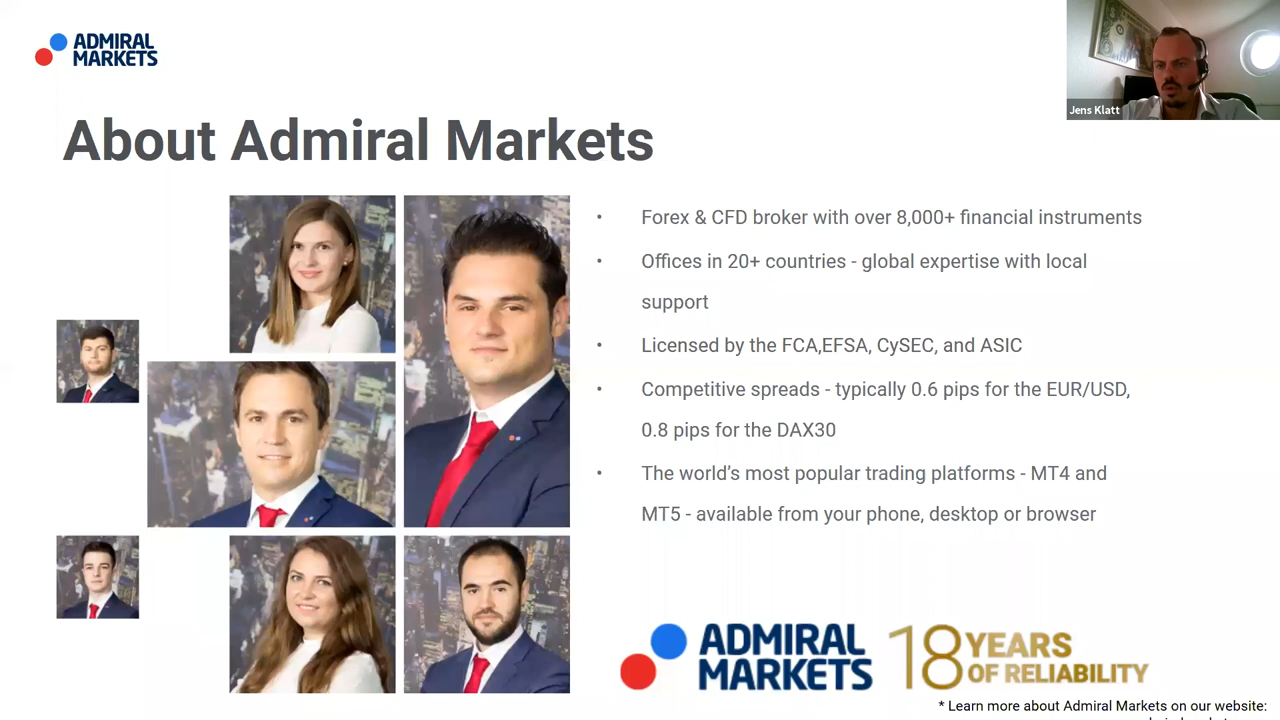 ADMIRAL
MARKETS
Jens Klatt
About Admiral Markets
• Forex & CFD broker with over 8,000+ financial instruments
• Offices in 20+ countries - global expertise with local
support
• Licensed by the FCA,EFSA, CySEC, and ASIC
• Competitive spreads - typically 0.6 pips for the EUR/USD,
0.8 pips for the DAX30
• The world's most popular trading platforms - MT4 and
MT5 - available from your phone, desktop or browser
ADMIRAL
MARKETS
18 YEARS
OF RELIABILITY
* Learn more about Admiral Markets on our website: